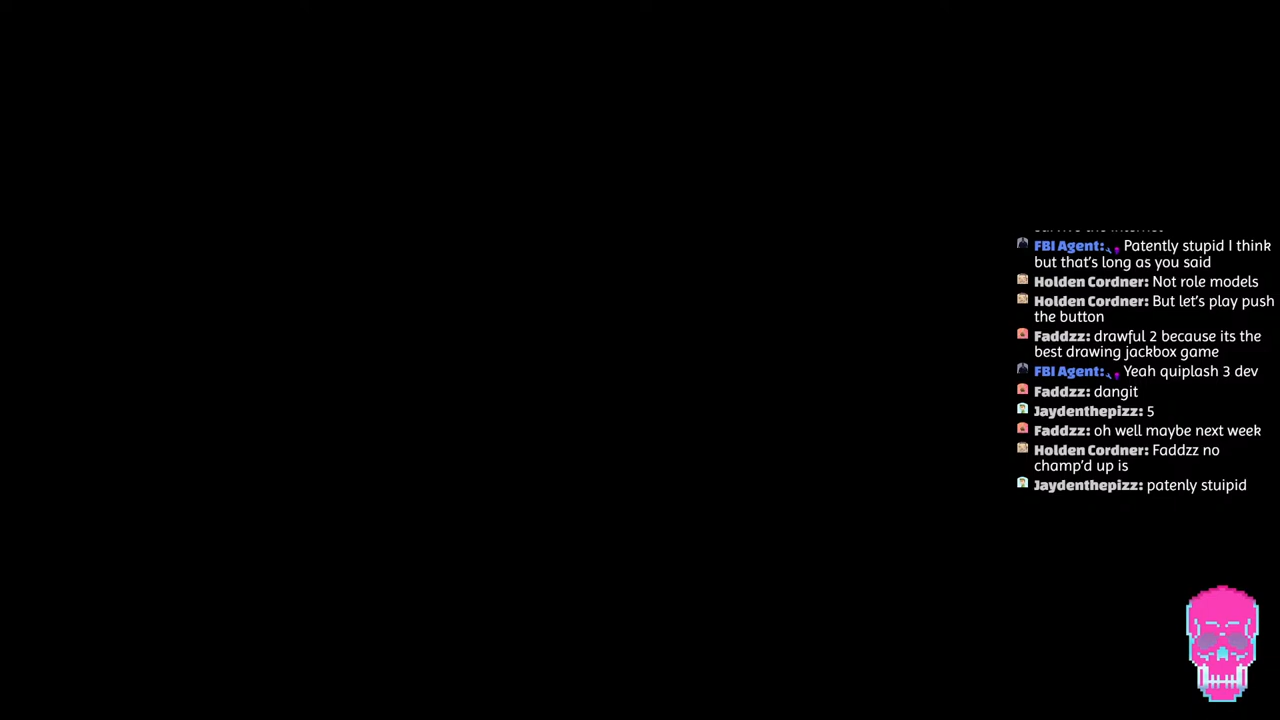 FBI Agent: Patently stupid I think
but that's long as you said
Holden Cordner: Not role models
Holden Cordner: But let's play push
the button
Faddzz: drawful 2 because its the
best drawing jackbox game
FBI Agent: Yeah quiplash 3 dev
Faddzz: dangit
Jaydenthepizz: 5
Faddzz: oh well maybe next week
Holden Cordner: Faddzz no
champ'd up is
Jaydenthepizz: patenly stuipid